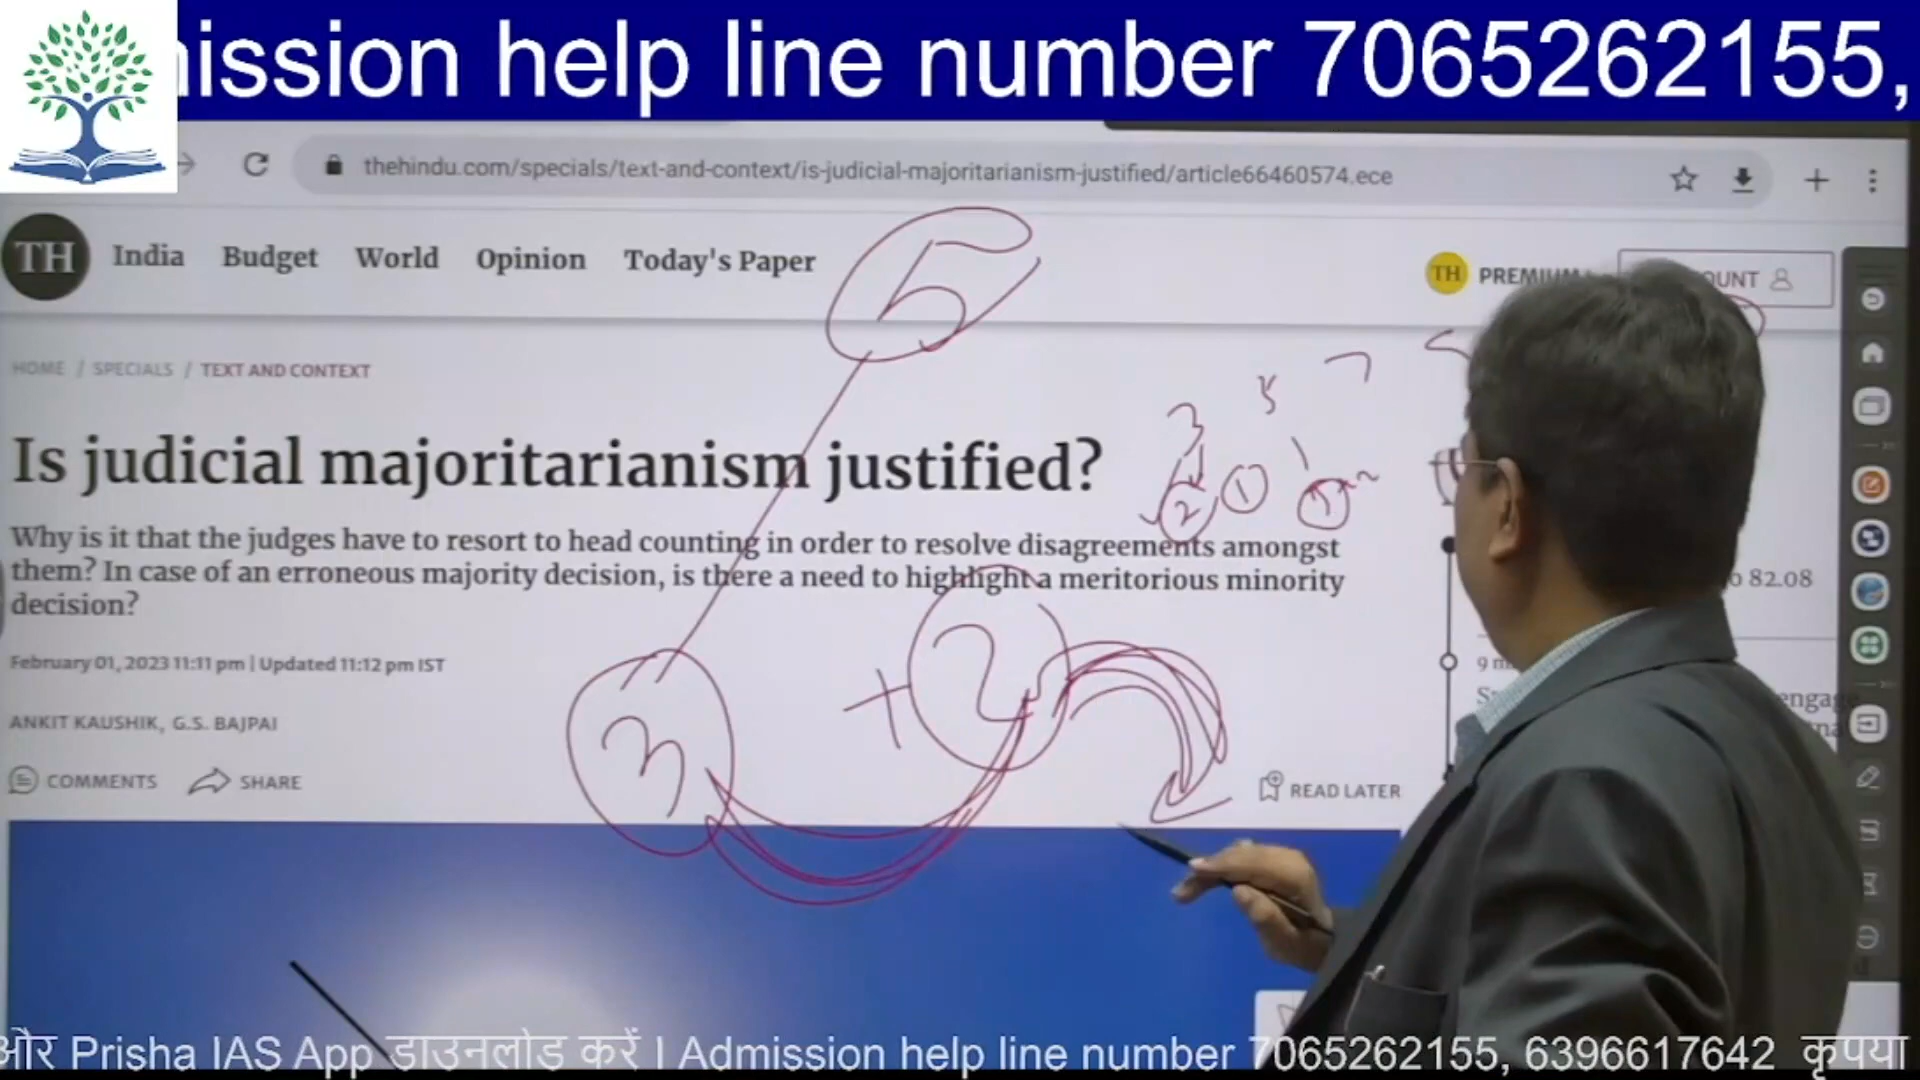 ission help line number 7065262155,
thehindu.com/specials/text-and-context/is-judicial-majoritarianism-justified/article66460574.ece
TH India Budget World Opinion Today's Paper
TH PREMIUM OUNT
5
HOME / SPECIALS / TEXT AND CONTEXT
3 5 7
Is judicial majoritarianism justified?
2 1
Why is it that the judges have to resort to head counting in order to resolve disagreements amongst
them? In case of an erroneous majority decision, is there a need to highlight a meritorious minority
decision?
82.08
February 01, 2023 11:11 pm | Updated 11:12 pm IST
3 + 2
ANKIT KAUSHIK, G.S. BAJPAI
COMMENTS SHARE
READ LATER
और Prisha IAS App डाउनलोड करें I Admission help line number 7065262155, 6396617642 कृपया